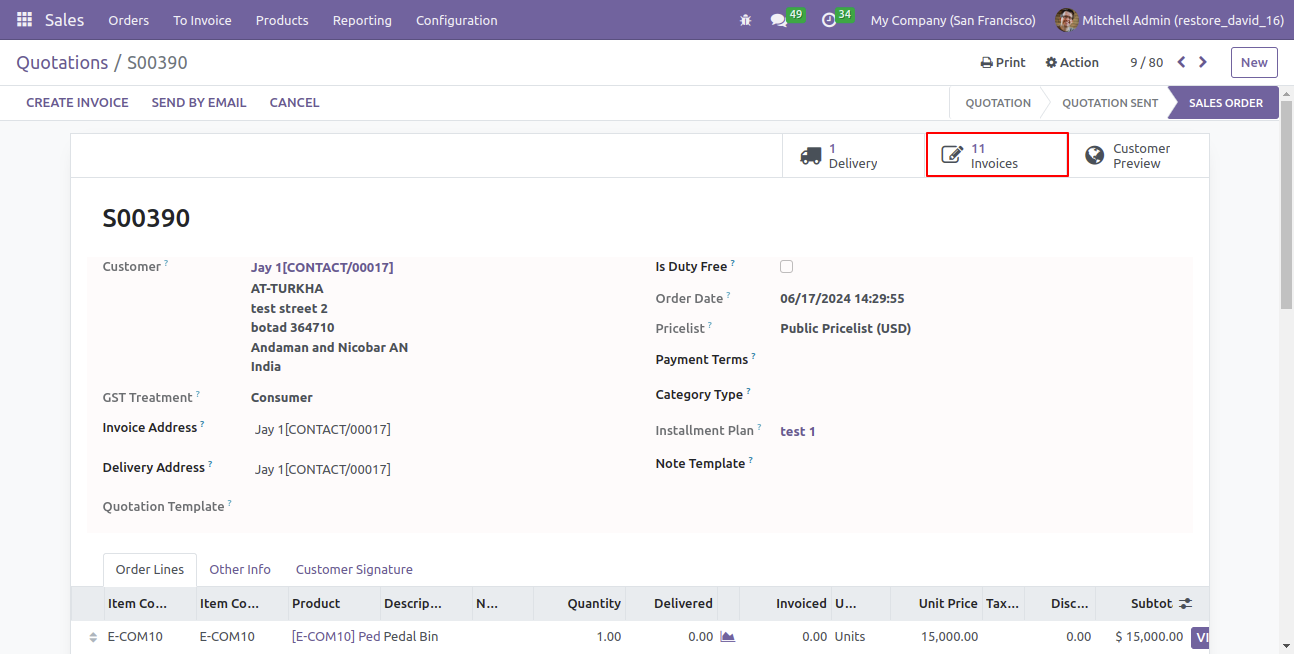 Sales Orders To Invoice Products Reporting Configuration 49 34 My Company (San Francisco) Mitchell Admin (restore_david_16)
Quotations / S00390 Print Action 9 / 80 New
CREATE INVOICE SEND BY EMAIL CANCEL QUOTATION QUOTATION SENT SALES ORDER
1 Delivery
11 Invoices
Customer Preview
S00390
Customer ? Jay 1[CONTACT/00017]
AT-TURKHA
test street 2
botad 364710
Andaman and Nicobar AN
India
GST Treatment ? Consumer
Invoice Address ? Jay 1[CONTACT/00017]
Delivery Address ? Jay 1[CONTACT/00017]
Quotation Template ?
Is Duty Free ?
Order Date ? 06/17/2024 14:29:55
Pricelist ? Public Pricelist (USD)
Payment Terms ?
Category Type ?
Installment Plan ? test 1
Note Template ?
Order Lines Other Info Customer Signature
Item Co... Item Co... Product Descrip... N... Quantity Delivered Invoiced U... Unit Price Tax... Disc... Subtot
E-COM10 E-COM10 [E-COM10] Ped Pedal Bin 1.00 0.00 0.00 Units 15,000.00 0.00 $ 15,000.00 VI